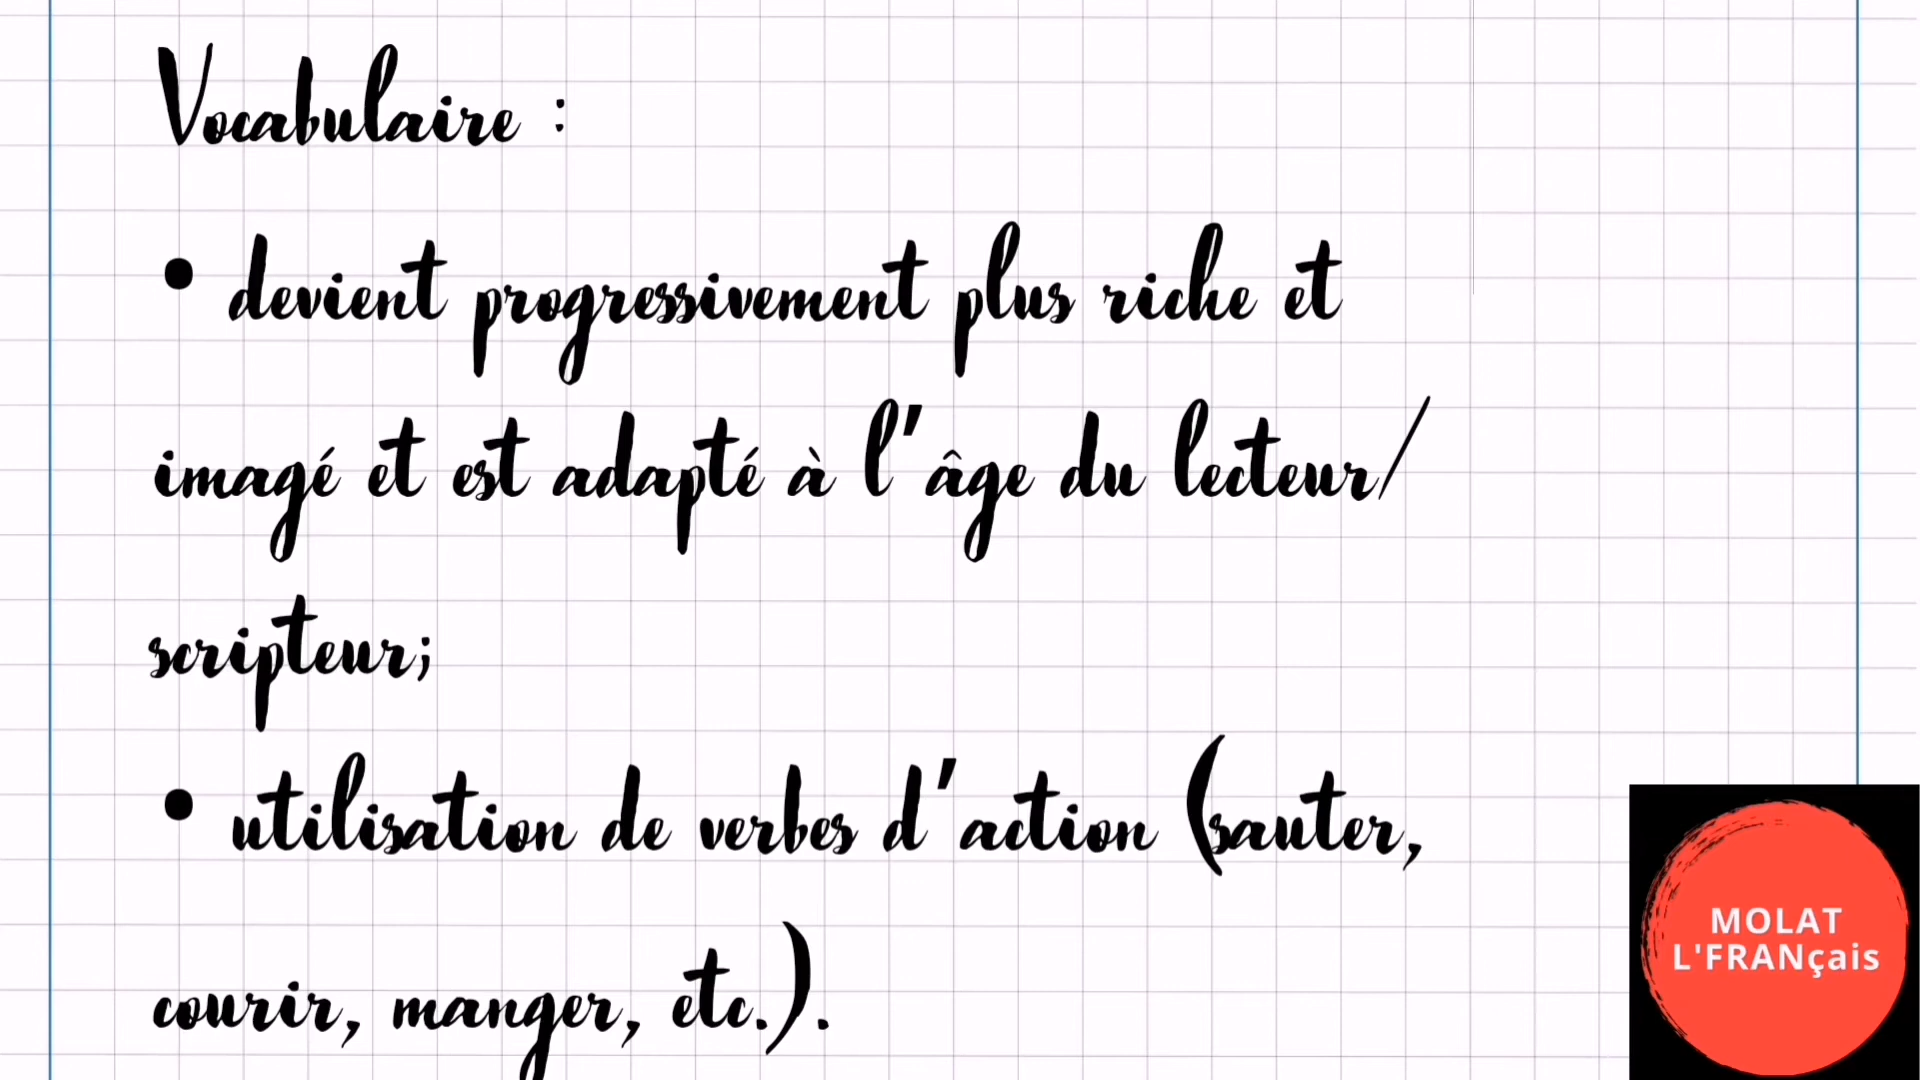 Vocabulaire :
• devient progressivement plus riche et
imagé et est adapté à l'âge du lecteur/
scripteur;
• utilisation de verbes d'action (sauter,
courir, manger, etc.).
MOLAT
L'FRANçais